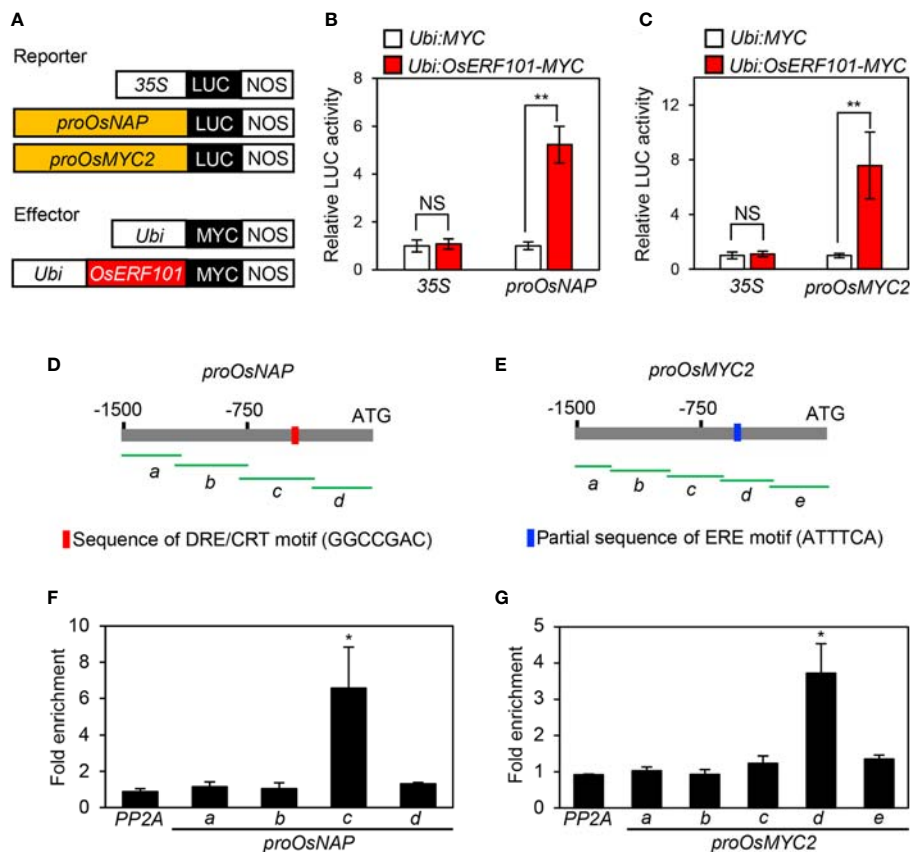 A
Reporter
35S LUC NOS
proOsNAP LUC NOS
proOsMYC2 LUC NOS
Effector
Ubi MYC NOS
Ubi OsERF101 MYC NOS
B
Ubi:MYC
Ubi:OsERF101-MYC
Relative LUC activity
8
6
4
2
0
NS
**
35S proOsNAP
C
Ubi:MYC
Ubi:OsERF101-MYC
Relative LUC activity
12
8
4
0
NS
**
35S proOsMYC2
D
proOsNAP
-1500 -750 ATG
a b c d
Sequence of DRE/CRT motif (GGCCGAC)
E
proOsMYC2
-1500 -750 ATG
a b c d e
Partial sequence of ERE motif (ATTTCA)
F
Fold enrichment
10
8
6
4
2
0
*
PP2A a b c d
proOsNAP
G
Fold enrichment
5
4
3
2
1
0
*
PP2A a b c d e
proOsMYC2